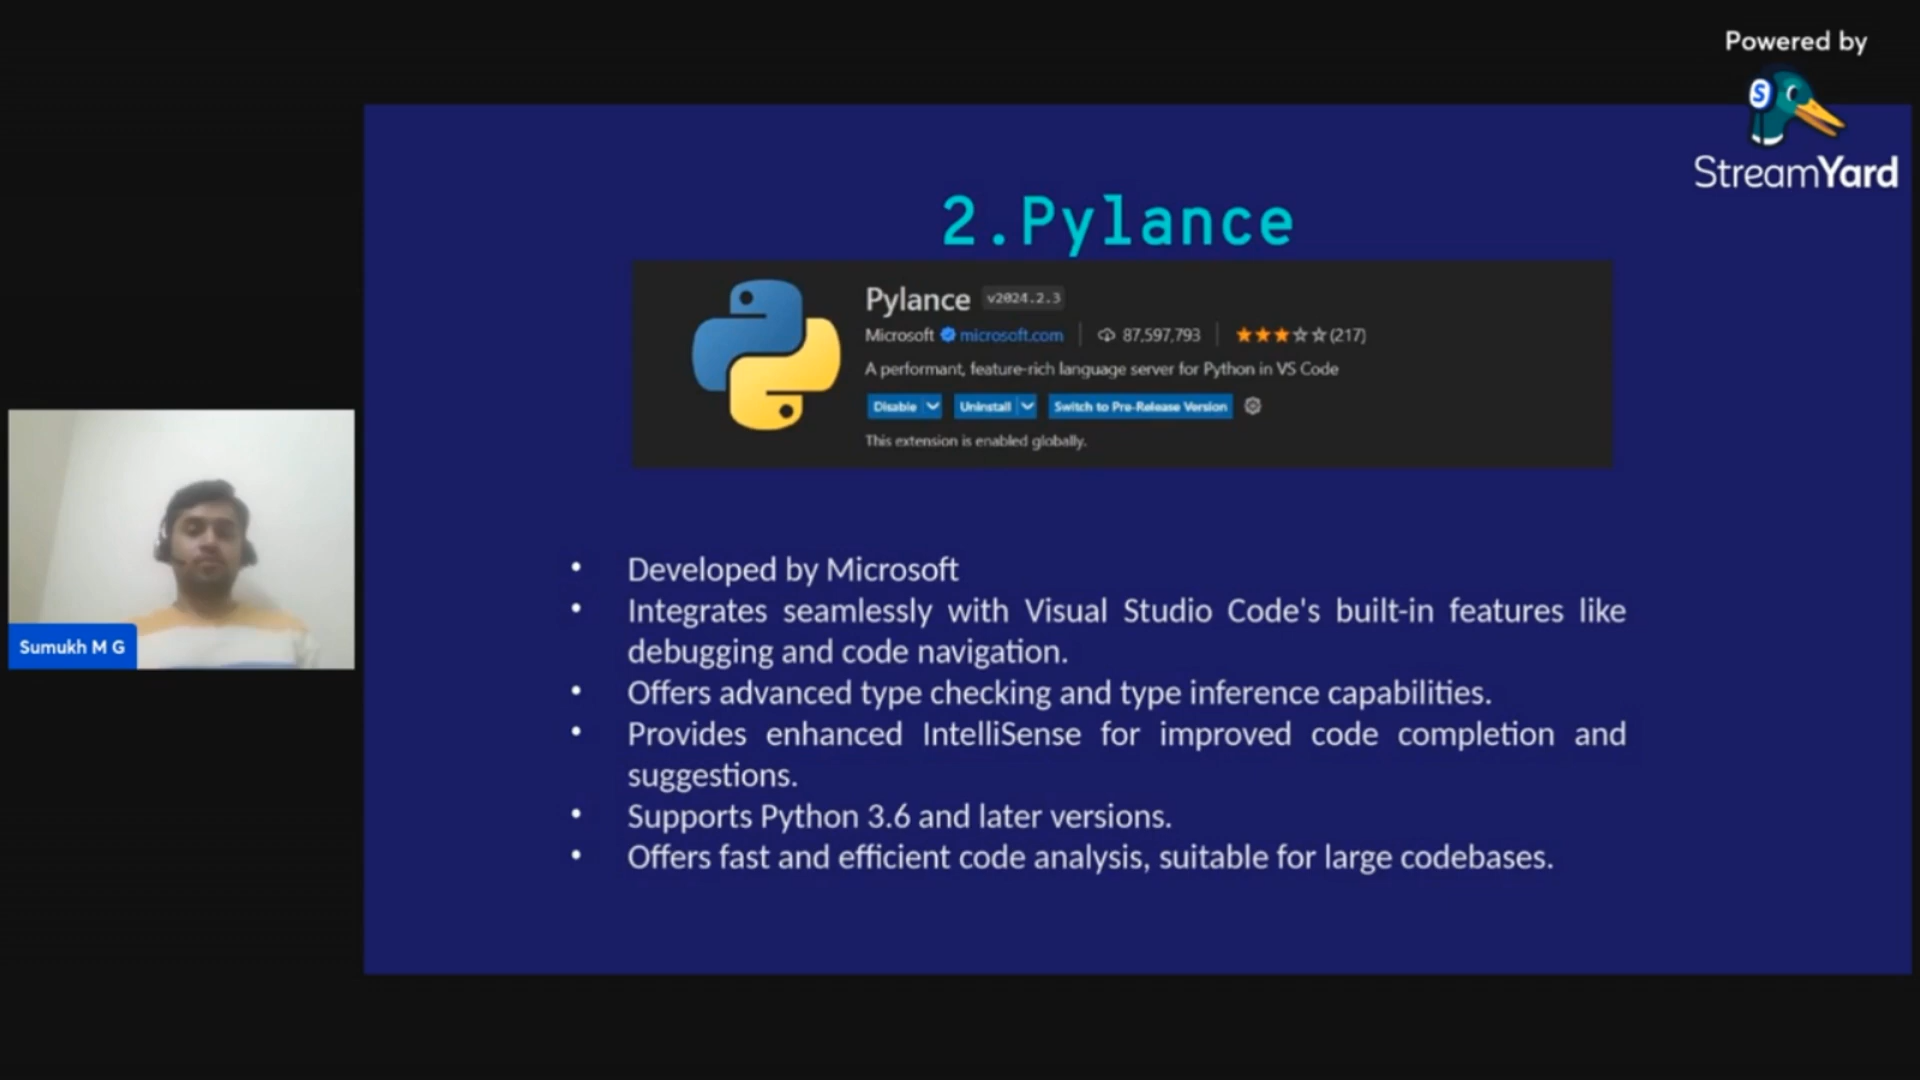 Powered by
StreamYard
2.Pylance
Pylance v2024.2.3
Microsoft microsoft.com 87,597,793 (217)
A performant, feature-rich language server for Python in VS Code
Disable Uninstall Switch to Pre-Release Version
This extension is enabled globally.
Sumukh M G
• Developed by Microsoft
• Integrates seamlessly with Visual Studio Code's built-in features like
debugging and code navigation.
• Offers advanced type checking and type inference capabilities.
• Provides enhanced IntelliSense for improved code completion and
suggestions.
• Supports Python 3.6 and later versions.
• Offers fast and efficient code analysis, suitable for large codebases.